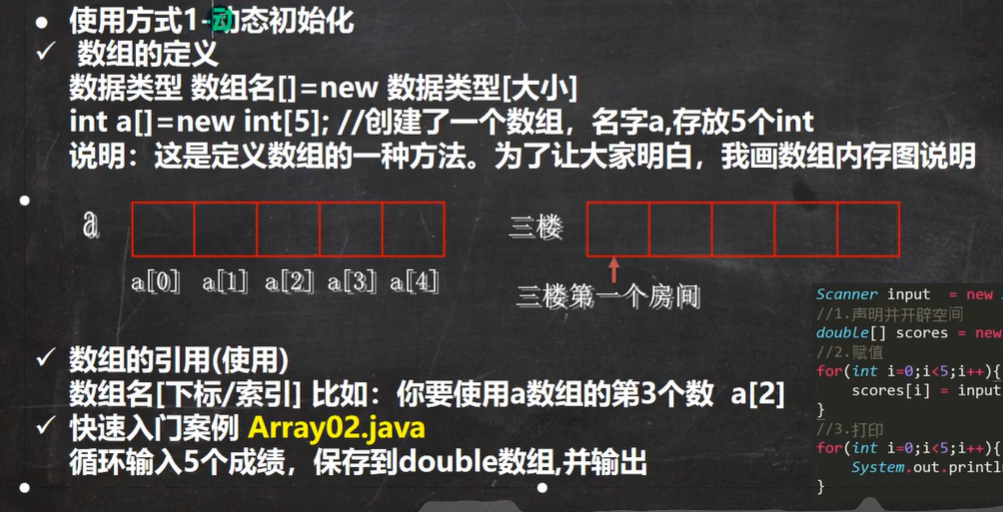 使用方式1-动态初始化
数组的定义
数据类型 数组名[]=new 数据类型[大小]
int a[]=new int[5]; //创建了一个数组，名字a,存放5个int
说明：这是定义数组的一种方法。为了让大家明白，我画数组内存图说明
a
a[0] a[1] a[2] a[3] a[4]
三楼
三楼第一个房间
数组的引用(使用)
数组名[下标/索引] 比如：你要使用a数组的第3个数 a[2]
快速入门案例 Array02.java
循环输入5个成绩，保存到double数组,并输出
Scanner input = new
//1.声明并开辟空间
double[] scores = new
//2.赋值
for(int i=0;i<5;i++){
scores[i] = input
}
//3.打印
for(int i=0;i<5;i++){
System.out.println
}